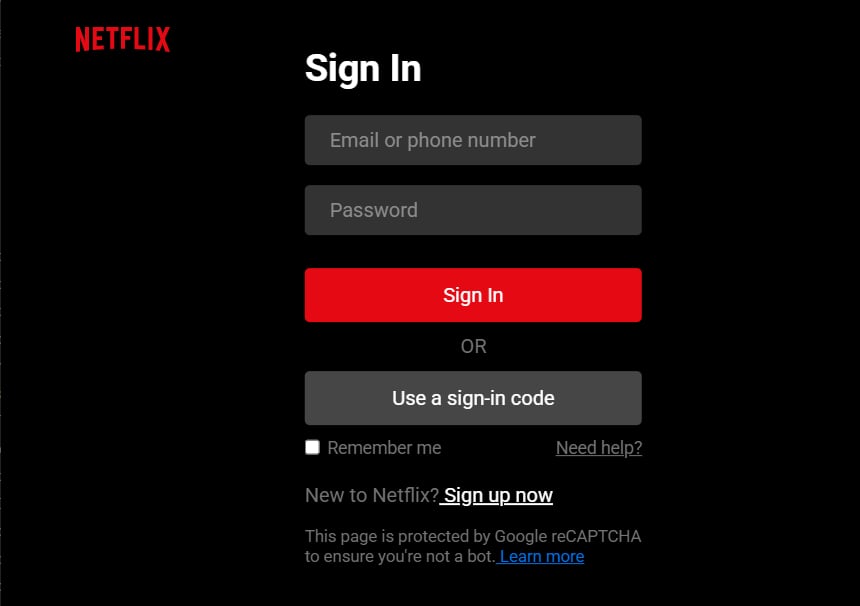 NETFLIX
Sign In
Email or phone number
Password
Sign In
OR
Use a sign-in code
Remember me
Need help?
New to Netflix? Sign up now
This page is protected by Google reCAPTCHA
to ensure you're not a bot. Learn more